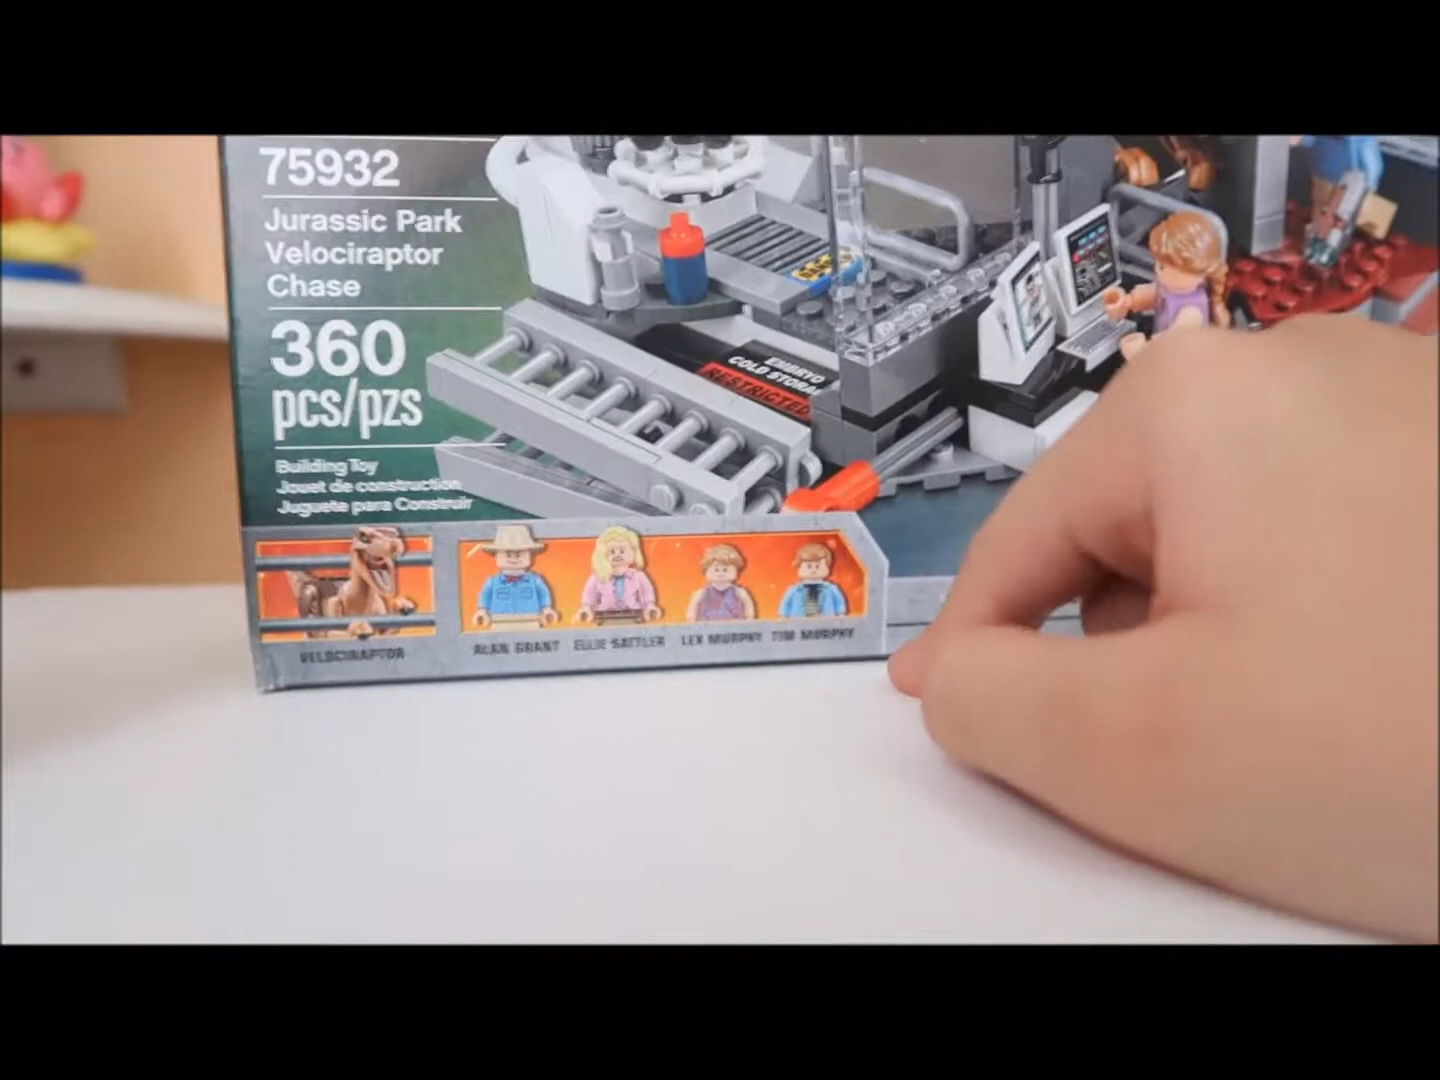 75932
Jurassic Park
Velociraptor
Chase
360
pcs/pzs
Building Toy
Jouet de construction
Juguete para Construir
EMBRYO
COLD STORAGE
RESTRICTED
VELOCIRAPTOR
ALAN GRANT
ELLIE SATTLER
LEX MURPHY
TIM MURPHY